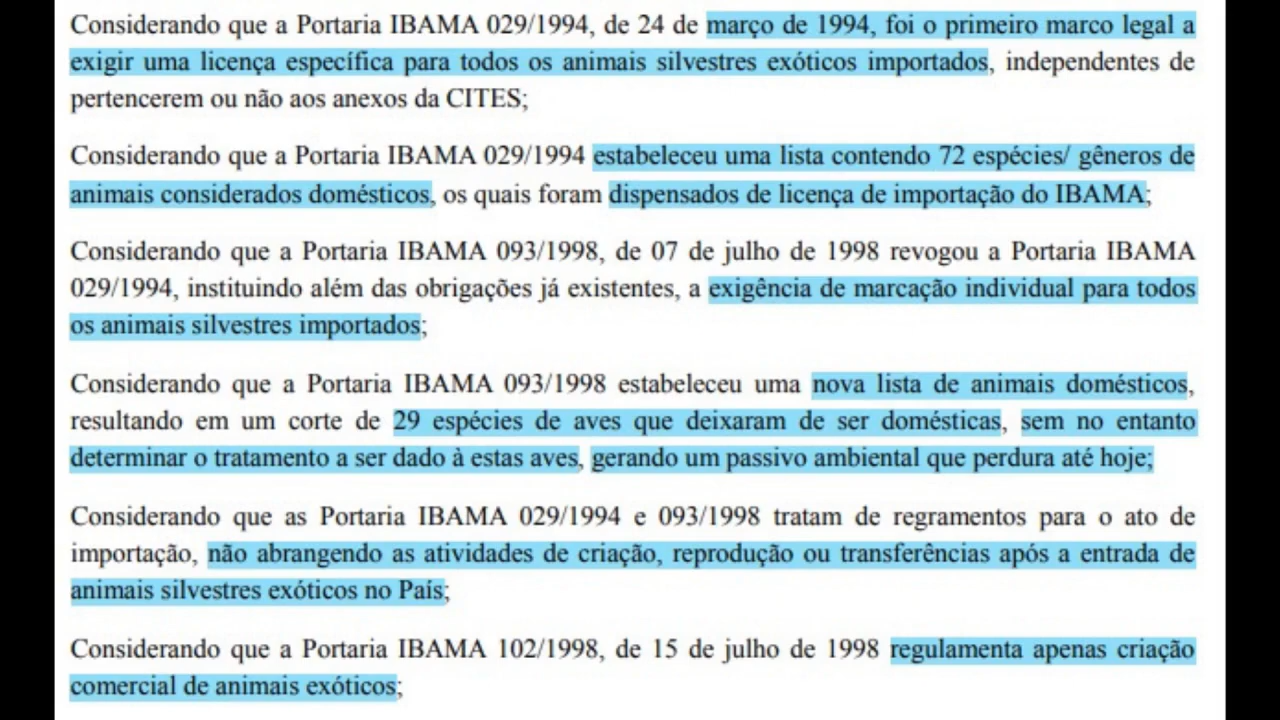 Considerando que a Portaria IBAMA 029/1994, de 24 de março de 1994, foi o primeiro marco legal a
exigir uma licença específica para todos os animais silvestres exóticos importados, independentes de
pertencerem ou não aos anexos da CITES;
Considerando que a Portaria IBAMA 029/1994 estabeleceu uma lista contendo 72 espécies/ gêneros de
animais considerados domésticos, os quais foram dispensados de licença de importação do IBAMA;
Considerando que a Portaria IBAMA 093/1998, de 07 de julho de 1998 revogou a Portaria IBAMA
029/1994, instituindo além das obrigações já existentes, a exigência de marcação individual para todos
os animais silvestres importados;
Considerando que a Portaria IBAMA 093/1998 estabeleceu uma nova lista de animais domésticos,
resultando em um corte de 29 espécies de aves que deixaram de ser domésticas, sem no entanto
determinar o tratamento a ser dado à estas aves, gerando um passivo ambiental que perdura até hoje;
Considerando que as Portaria IBAMA 029/1994 e 093/1998 tratam de regramentos para o ato de
importação, não abrangendo as atividades de criação, reprodução ou transferências após a entrada de
animais silvestres exóticos no País;
Considerando que a Portaria IBAMA 102/1998, de 15 de julho de 1998 regulamenta apenas criação
comercial de animais exóticos;